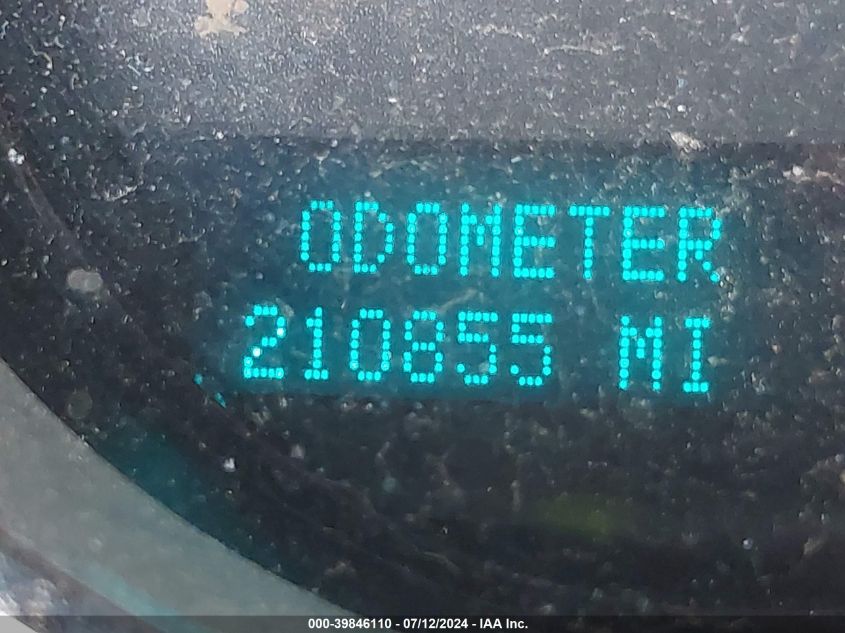 ODOMETER
210855 MI
000-39846110 - 07/12/2024 - IAA Inc.